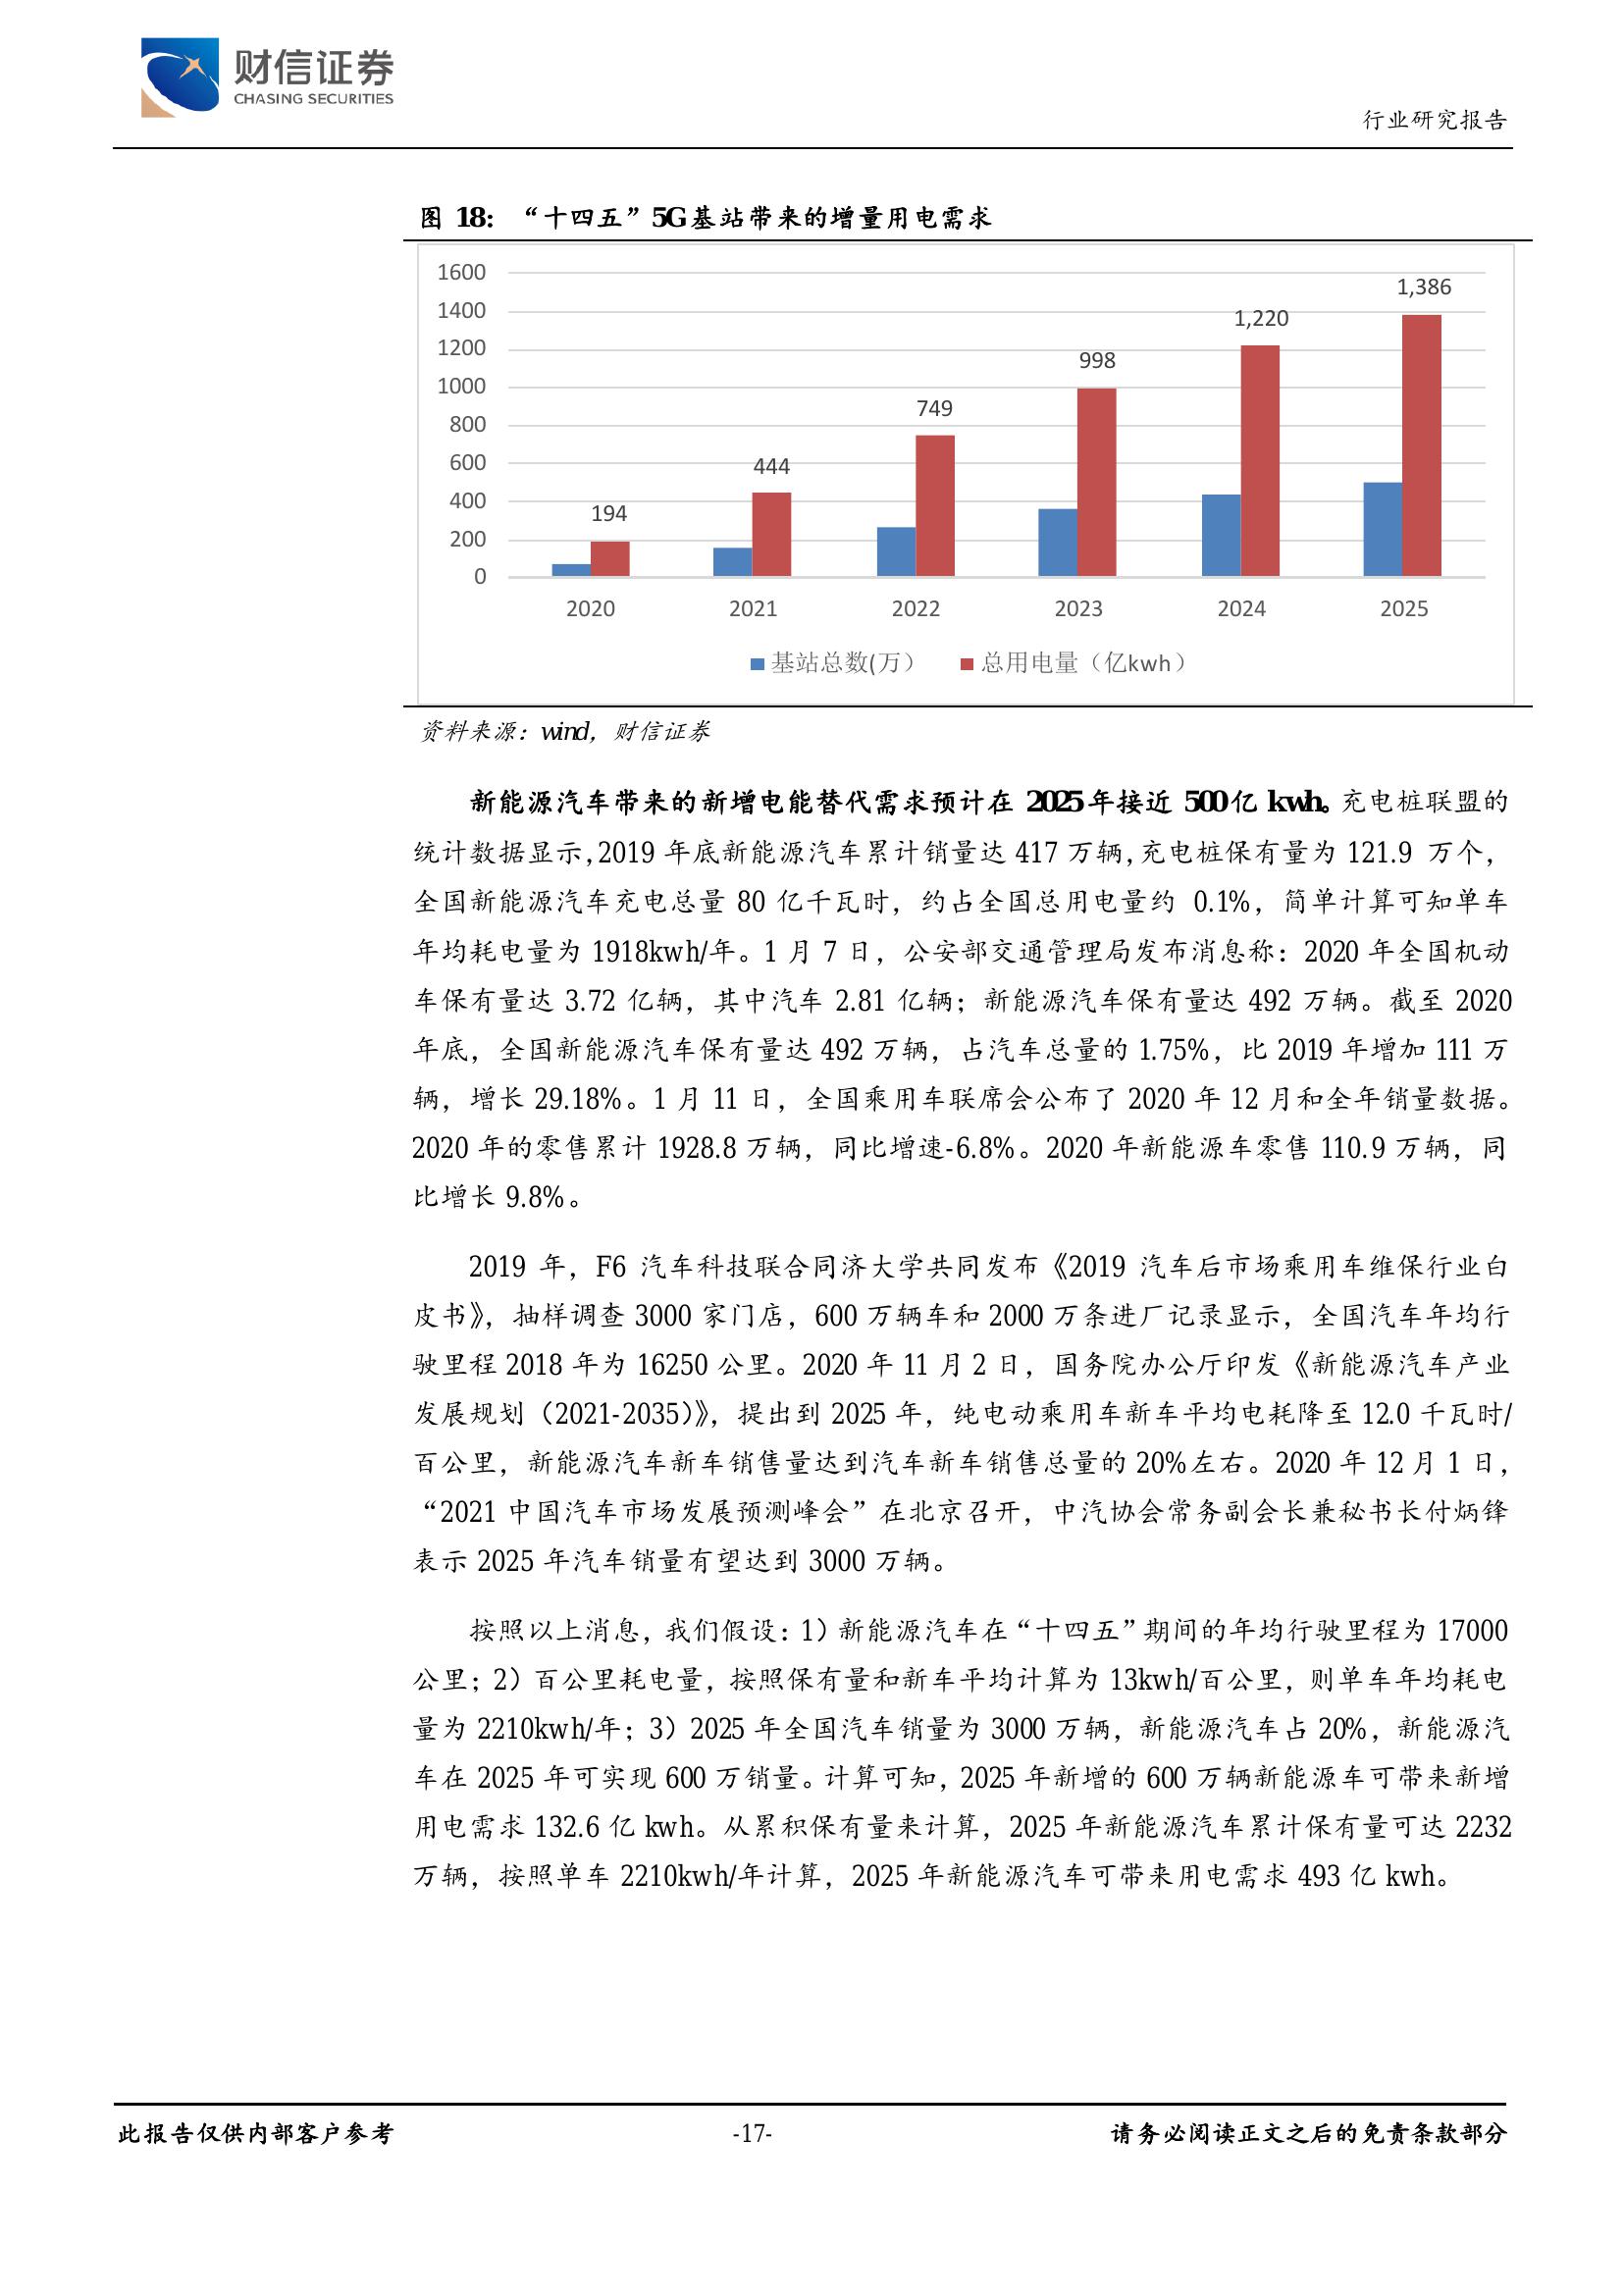 财信证券
CHASING SECURITIES
行业研究报告
图 18: “十四五”5G基站带来的增量用电需求
1600
1400
1200
1000
800
600
400
200
0
194
444
749
998
1,220
1,386
2020 2021 2022 2023 2024 2025
基站总数(万） 总用电量（亿kwh）
资料来源：wind，财信证券
新能源汽车带来的新增电能替代需求预计在 2025年接近 500亿 kwh。充电桩联盟的
统计数据显示,2019 年底新能源汽车累计销量达 417 万辆,充电桩保有量为 121.9 万个，
全国新能源汽车充电总量 80 亿千瓦时，约占全国总用电量约 0.1%，简单计算可知单车
年均耗电量为 1918kwh/年。1 月 7 日，公安部交通管理局发布消息称：2020 年全国机动
车保有量达 3.72 亿辆，其中汽车 2.81 亿辆；新能源汽车保有量达 492 万辆。截至 2020
年底，全国新能源汽车保有量达 492 万辆，占汽车总量的 1.75%，比 2019 年增加 111 万
辆，增长 29.18%。1 月 11 日，全国乘用车联席会公布了 2020 年 12 月和全年销量数据。
2020 年的零售累计 1928.8 万辆，同比增速-6.8%。2020 年新能源车零售 110.9 万辆，同
比增长 9.8%。
2019 年，F6 汽车科技联合同济大学共同发布《2019 汽车后市场乘用车维保行业白
皮书》，抽样调查 3000 家门店，600 万辆车和 2000 万条进厂记录显示，全国汽车年均行
驶里程 2018 年为 16250 公里。2020 年 11 月 2 日，国务院办公厅印发《新能源汽车产业
发展规划（2021-2035）》，提出到 2025 年，纯电动乘用车新车平均电耗降至 12.0 千瓦时/
百公里，新能源汽车新车销售量达到汽车新车销售总量的 20%左右。2020 年 12 月 1 日，
“2021 中国汽车市场发展预测峰会”在北京召开，中汽协会常务副会长兼秘书长付炳锋
表示 2025 年汽车销量有望达到 3000 万辆。
按照以上消息，我们假设：1）新能源汽车在“十四五”期间的年均行驶里程为 17000
公里；2）百公里耗电量，按照保有量和新车平均计算为 13kwh/百公里，则单车年均耗电
量为 2210kwh/年；3）2025 年全国汽车销量为 3000 万辆，新能源汽车占 20%，新能源汽
车在 2025 年可实现 600 万销量。计算可知，2025 年新增的 600 万辆新能源车可带来新增
用电需求 132.6 亿 kwh。从累积保有量来计算，2025 年新能源汽车累计保有量可达 2232
万辆，按照单车 2210kwh/年计算，2025 年新能源汽车可带来用电需求 493 亿 kwh。
此报告仅供内部客户参考 -17- 请务必阅读正文之后的免责条款部分